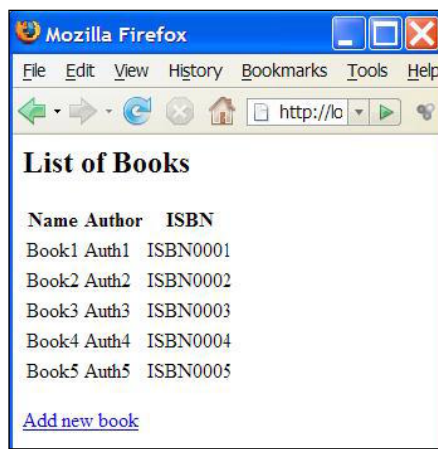 Mozilla Firefox
File Edit View History Bookmarks Tools Help
http://lo
List of Books
Name Author ISBN
Book1 Auth1 ISBN0001
Book2 Auth2 ISBN0002
Book3 Auth3 ISBN0003
Book4 Auth4 ISBN0004
Book5 Auth5 ISBN0005
Add new book